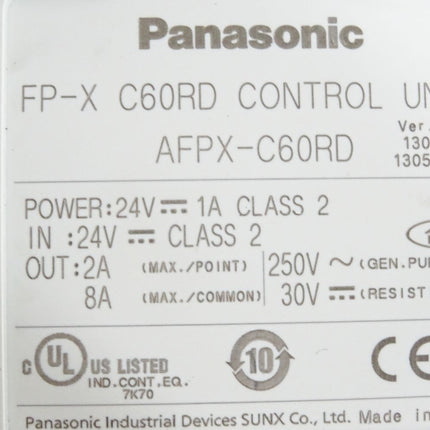 Panasonic
FP-X C60RD CONTROL UN
AFPX-C60RD
Ver.
130
1305
POWER:24V⎓ 1A CLASS 2
IN :24V ⎓ CLASS 2
OUT:2A (MAX./POINT) 250V ~ (GEN.PU
8A (MAX./COMMON) 30V ⎓ (RESIST
C UL US LISTED
IND.CONT.EQ.
7K70
10
CE
Panasonic Industrial Devices SUNX Co., Ltd. Made in